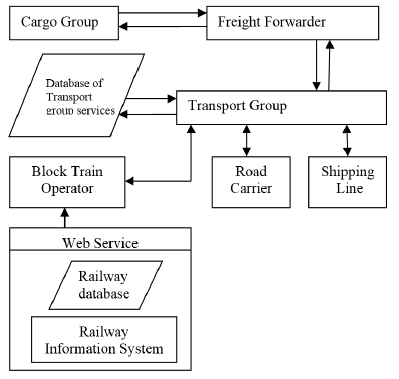 Cargo Group
Freight Forwarder
Database of
Transport
group services
Transport Group
Block Train
Operator
Road
Carrier
Shipping
Line
Web Service
Railway
database
Railway
Information System